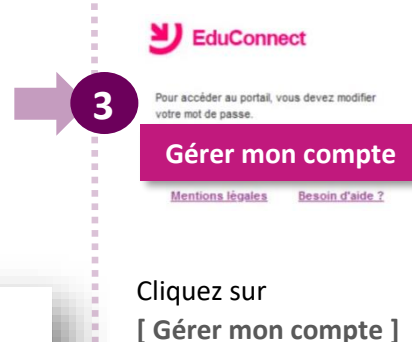 EduConnect
3
Pour accéder au portail, vous devez modifier
votre mot de passe.
Gérer mon compte
Mentions légales Besoin d'aide ?
Cliquez sur
[ Gérer mon compte ]